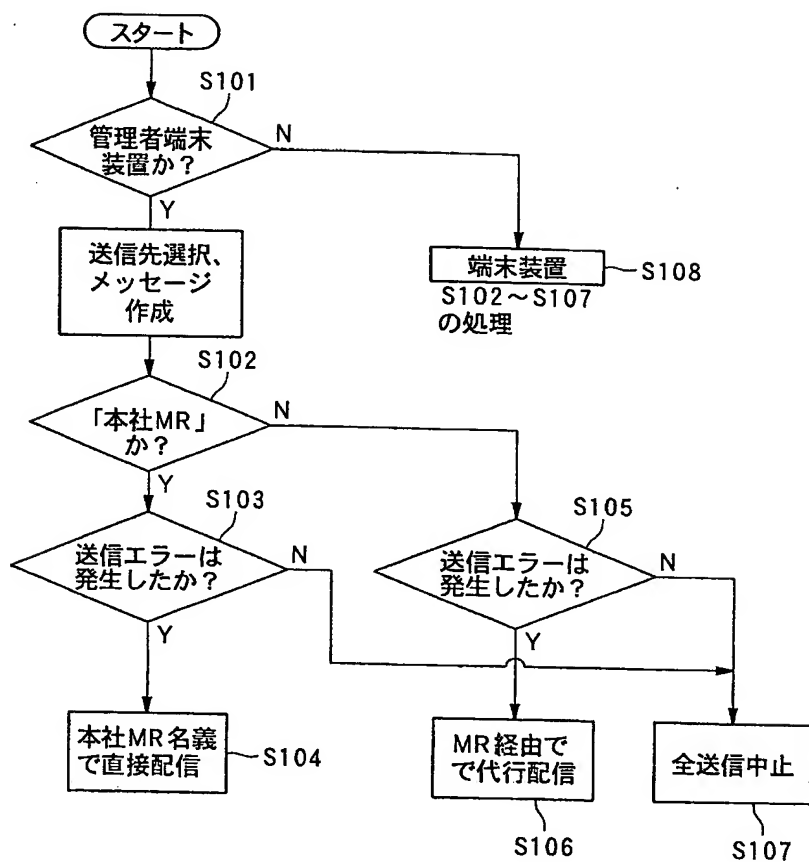 スタート
S101
管理者端末
装置か？
N
Y
送信先選択、
メッセージ
作成
端末装置
S108
S102～S107
の処理
S102
「本社MR」
か？
N
Y
S103
送信エラーは
発生したか？
N
Y
S105
送信エラーは
発生したか？
N
Y
本社MR名義
で直接配信
S104
MR経由で
で代行配信
S106
全送信中止
S107